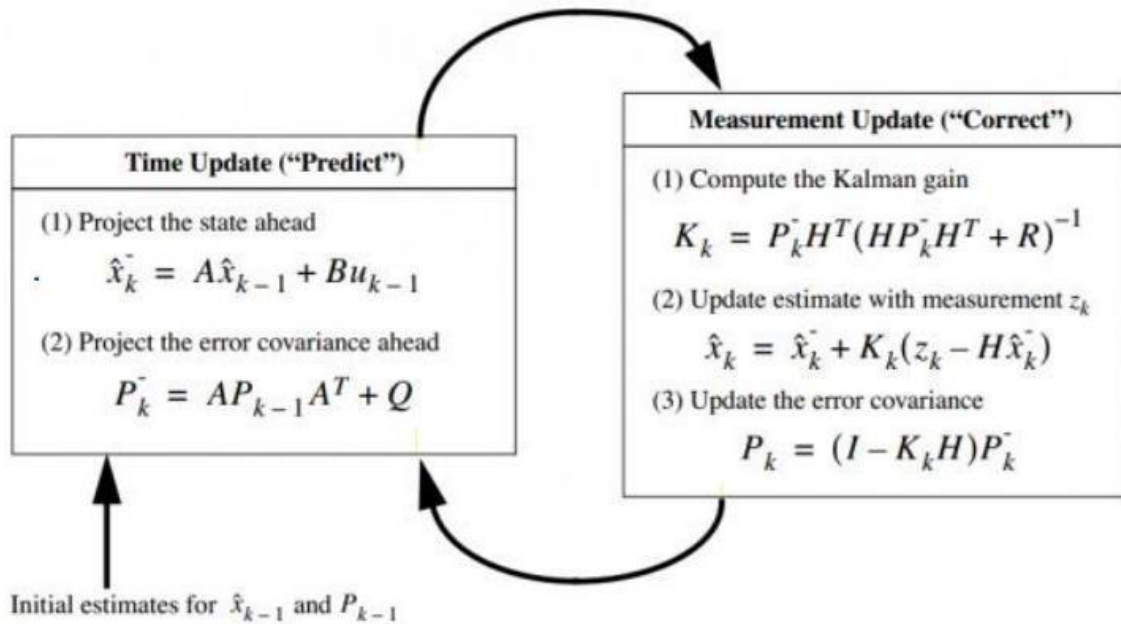 Time Update (“Predict”)
(1) Project the state ahead
x̂ₖ⁻ = Ax̂ₖ₋₁ + Buₖ₋₁
(2) Project the error covariance ahead
Pₖ⁻ = APₖ₋₁Aᵀ + Q
Initial estimates for x̂ₖ₋₁ and Pₖ₋₁
Measurement Update (“Correct”)
(1) Compute the Kalman gain
Kₖ = Pₖ⁻Hᵀ(HPₖ⁻Hᵀ + R)⁻¹
(2) Update estimate with measurement zₖ
x̂ₖ = x̂ₖ⁻ + Kₖ(zₖ − Hx̂ₖ⁻)
(3) Update the error covariance
Pₖ = (I − KₖH)Pₖ⁻